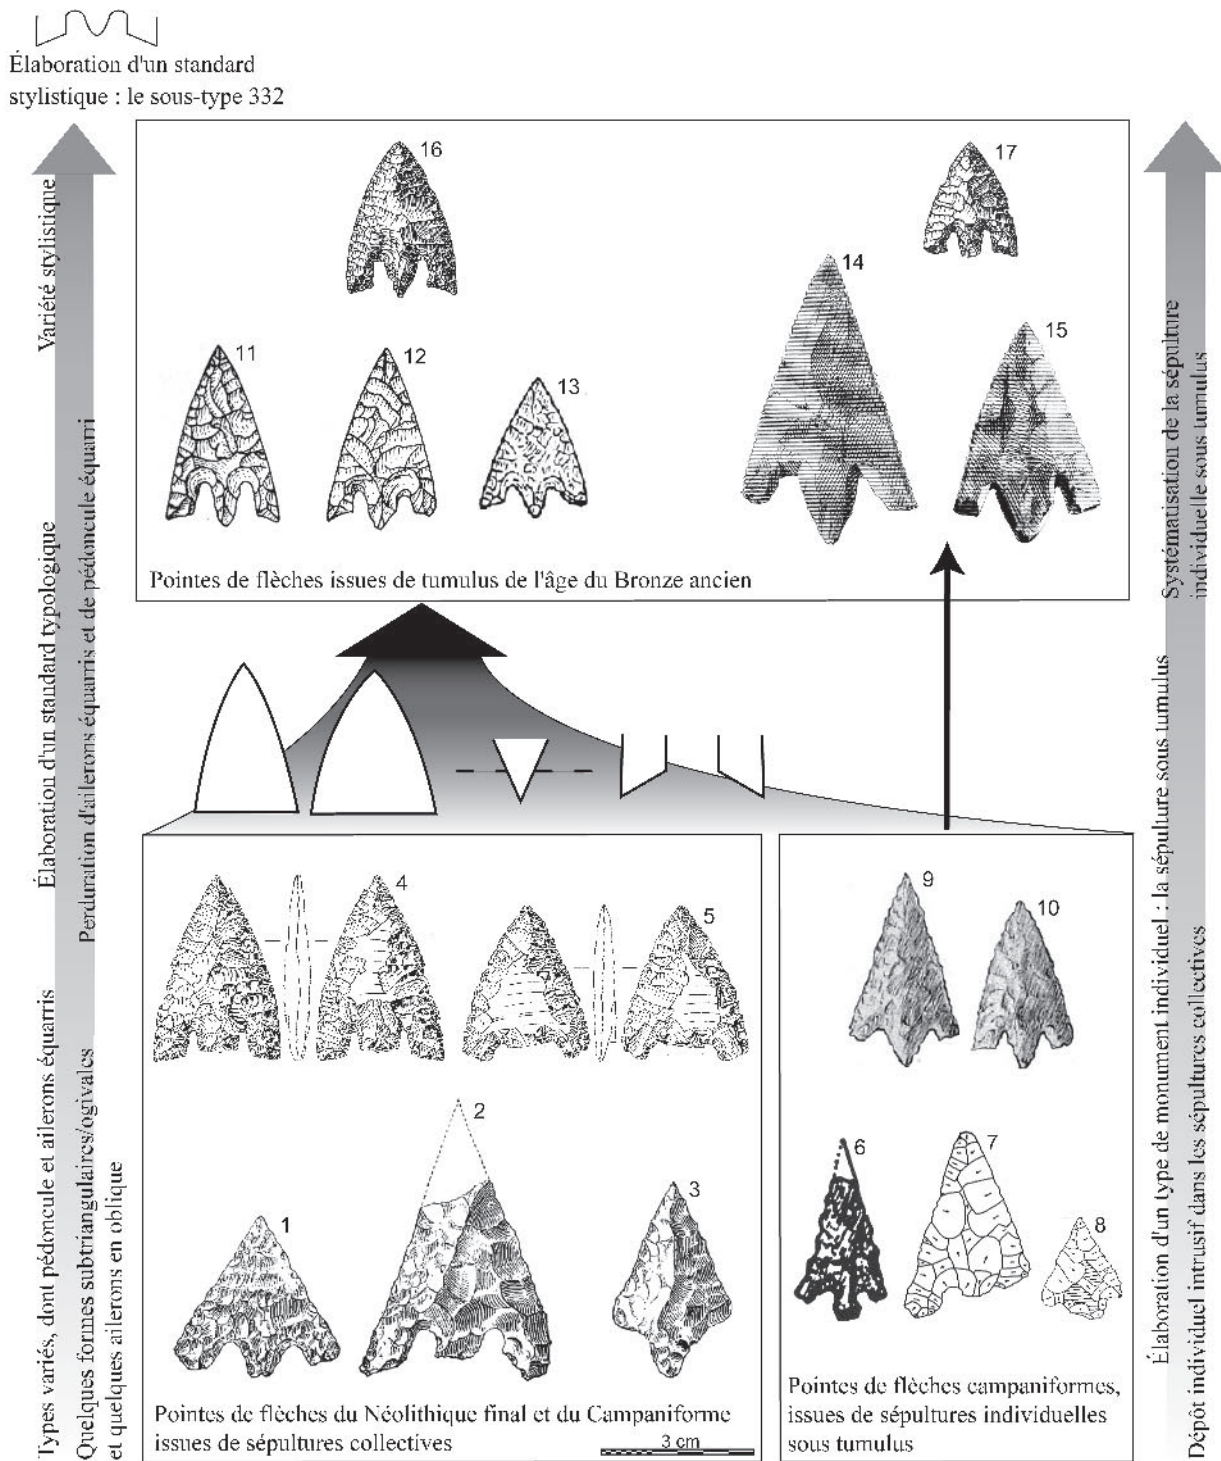 Élaboration d'un standard
stylistique : le sous-type 332
Variété stylistique
Élaboration d'un standard typologique
Types variés, dont pédoncule et ailerons équarris
Perduration d'ailerons équarris et de pédoncule équarri
Quelques formes subtriangulaires/ogivales
et quelques ailerons en oblique
16
17
14
15
11
12
13
Pointes de flèches issues de tumulus de l'âge du Bronze ancien
4
5
2
1
3
Pointes de flèches du Néolithique final et du Campaniforme
issues de sépultures collectives
3 cm
9
10
6
7
8
Pointes de flèches campaniformes,
issues de sépultures individuelles
sous tumulus
Systématisation de la sépulture
individuelle sous tumulus
Élaboration d'un type de monument individuel : la sépulture sous tumulus
Dépôt individuel intrusif dans les sépultures collectives